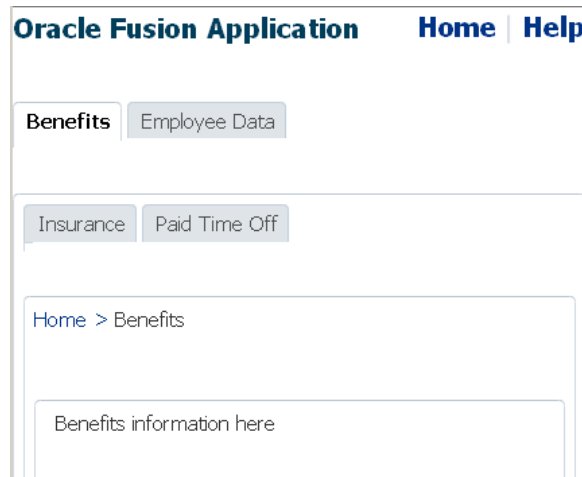 Oracle Fusion Application Home Help
Benefits Employee Data
Insurance Paid Time Off
Home > Benefits
Benefits information here